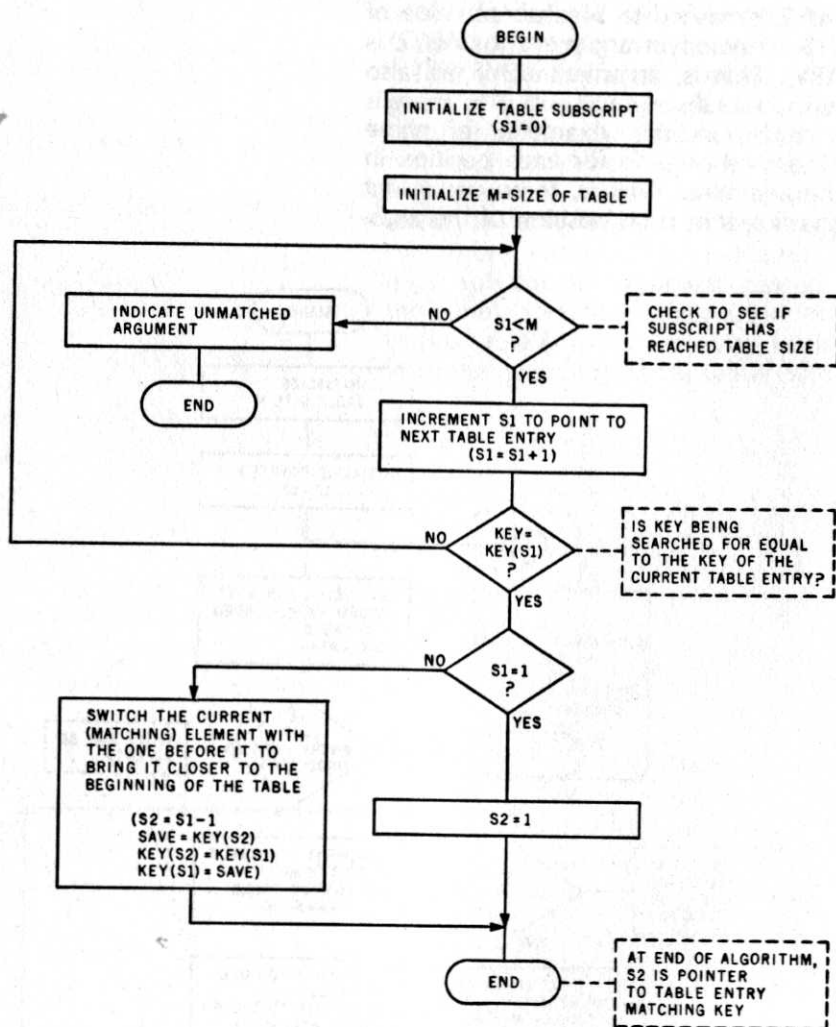 BEGIN
INITIALIZE TABLE SUBSCRIPT
(S1=0)
INITIALIZE M=SIZE OF TABLE
INDICATE UNMATCHED
ARGUMENT
NO
S1<M
?
CHECK TO SEE IF
SUBSCRIPT HAS
REACHED TABLE SIZE
YES
END
INCREMENT S1 TO POINT TO
NEXT TABLE ENTRY
(S1=S1+1)
NO
KEY=
KEY(S1)
?
IS KEY BEING
SEARCHED FOR EQUAL
TO THE KEY OF THE
CURRENT TABLE ENTRY?
YES
NO
S1=1
?
YES
SWITCH THE CURRENT
(MATCHING) ELEMENT WITH
THE ONE BEFORE IT TO
BRING IT CLOSER TO THE
BEGINNING OF THE TABLE
(S2=S1-1
SAVE=KEY(S2)
KEY(S2)=KEY(S1)
KEY(S1)=SAVE)
S2=1
END
AT END OF ALGORITHM,
S2 IS POINTER
TO TABLE ENTRY
MATCHING KEY